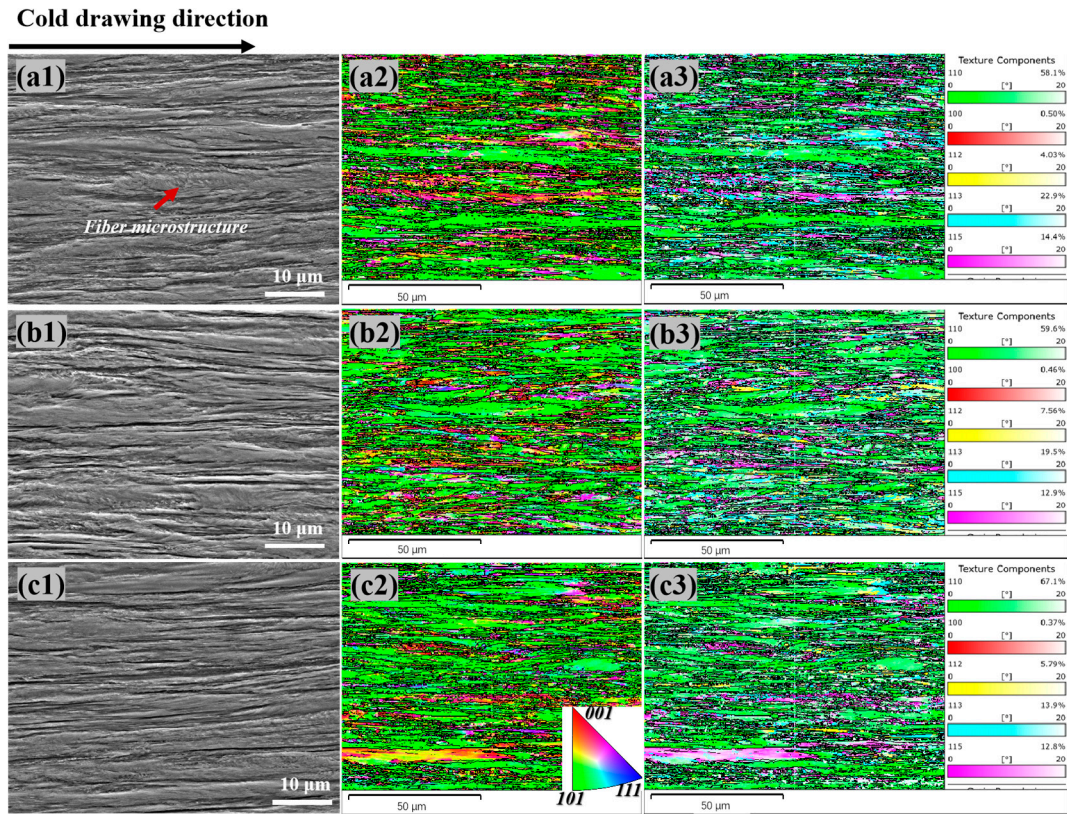 Cold drawing direction
(a1)
Fiber microstructure
10 µm
(a2)
50 µm
(a3)
Texture Components
110 58.1%
0 [°] 20
100 0.50%
0 [°] 20
112 4.03%
0 [°] 20
113 22.9%
0 [°] 20
115 14.4%
0 [°] 20
50 µm
(b1)
10 µm
(b2)
50 µm
(b3)
Texture Components
110 59.6%
0 [°] 20
100 0.46%
0 [°] 20
112 7.56%
0 [°] 20
113 19.5%
0 [°] 20
115 12.9%
0 [°] 20
50 µm
(c1)
10 µm
(c2)
001
101
111
50 µm
(c3)
Texture Components
110 67.1%
0 [°] 20
100 0.37%
0 [°] 20
112 5.79%
0 [°] 20
113 13.9%
0 [°] 20
115 12.8%
0 [°] 20
50 µm